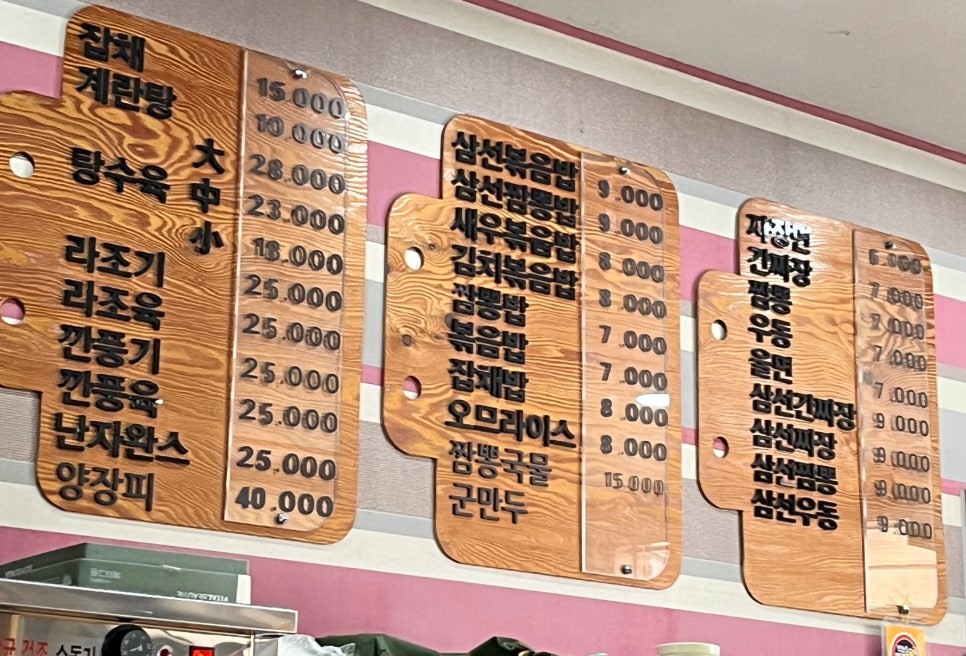 잡채 15.000
계란탕 10.000
탕수육 大 28.000
中 23.000
小 18.000
라조기 25.000
라조육 25.000
깐풍기 25.000
깐풍육 25.000
난자완스 25.000
양장피 40.000
삼선볶음밥 9.000
삼선짬뽕밥 9.000
새우볶음밥 8.000
김치볶음밥 8.000
짬뽕밥 7.000
볶음밥 7.000
잡채밥 8.000
오므라이스 8.000
짬뽕국물 15.000
군만두
짜장면 6.000
간짜장 7.000
짬뽕 7.000
우동 7.000
울면 7.000
삼선간짜장 9.000
삼선짜장 9.000
삼선짬뽕 9.000
삼선우동 9.000
건조 소독기